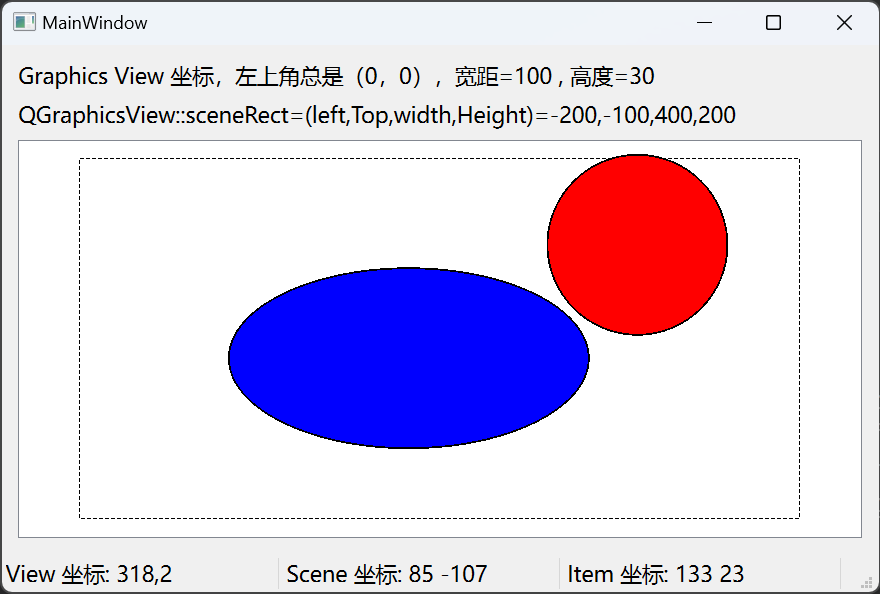 MainWindow
Graphics View 坐标，左上角总是（0，0），宽距=100 , 高度=30
QGraphicsView::sceneRect=(left,Top,width,Height)=-200,-100,400,200
View 坐标: 318,2
Scene 坐标: 85 -107
Item 坐标: 133 23